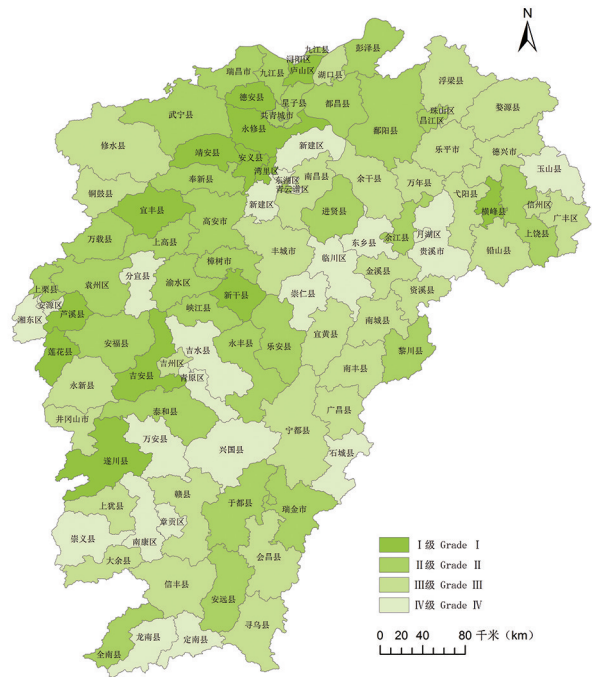 N
九江县
浔阳区
彭泽县
瑞昌市
九江县
庐山区
湖口县
浮梁县
德安县
星子县
都昌县
珠山区
昌江区
婺源县
武宁县
共青城市
永修县
鄱阳县
修水县
新建区
乐平市
德兴市
靖安县
安义县
湾里区
玉山县
铜鼓县
奉新县
东湖区
南昌县
余干县
万年县
弋阳县
青云谱区
宜丰县
新建区
进贤县
横峰县
信州区
广丰区
高安市
万载县
上高县
东乡县
余江县
月湖区
上饶县
丰城市
贵溪市
铅山县
樟树市
临川区
上栗县
袁州区
分宜县
渝水区
金溪县
安源区
新干县
崇仁县
资溪县
湘东区
芦溪县
峡江县
南城县
安福县
吉水县
永丰县
乐安县
宜黄县
莲花县
吉州区
黎川县
吉安县
青原区
南丰县
永新县
泰和县
广昌县
井冈山市
宁都县
万安县
兴国县
石城县
遂川县
赣县
上犹县
于都县
瑞金市
章贡区
崇义县
南康区
会昌县
大余县
信丰县
安远县
寻乌县
龙南县
定南县
全南县
Ⅰ级 Grade Ⅰ
Ⅱ级 Grade Ⅱ
Ⅲ级 Grade Ⅲ
Ⅳ级 Grade Ⅳ
0 20 40 80 千米（km）